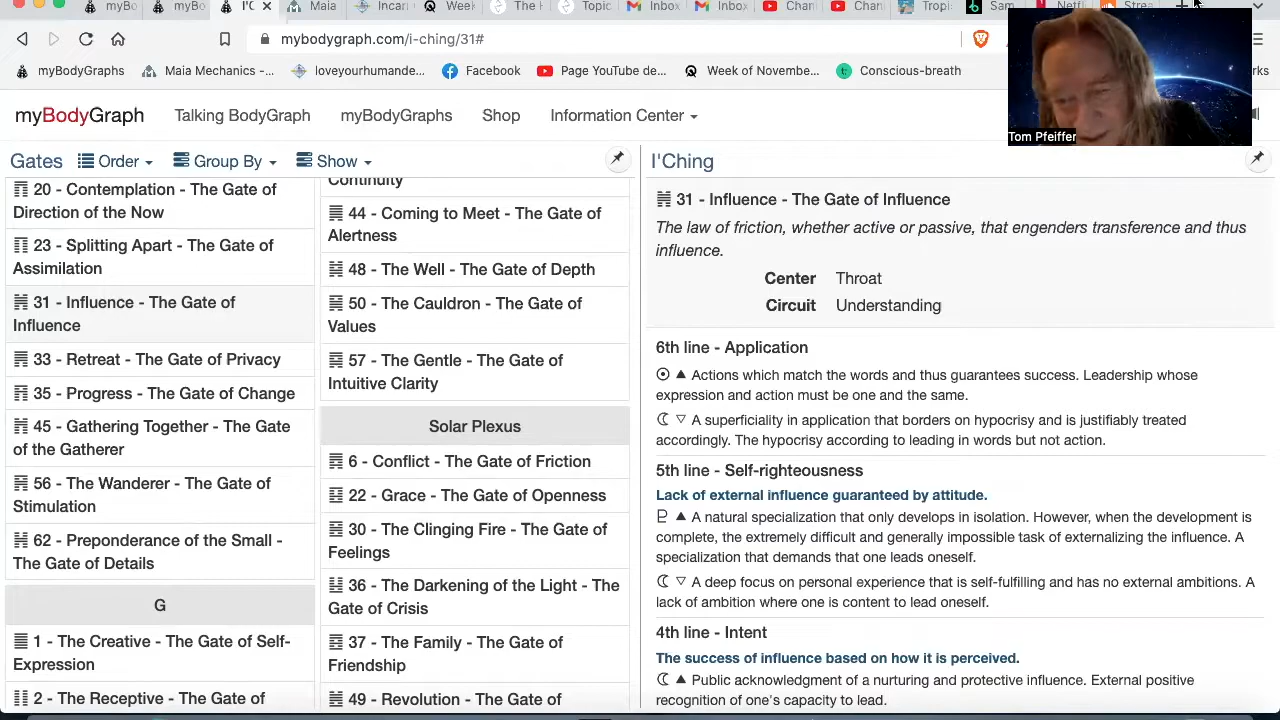 myBo
myBo
I'C
Maia
Incar
Week
The I
Topic
Inbox
Inbox
Chan
Chan
Tropi
Sam
Netfli
Strea
mybodygraph.com/i-ching/31#
myBodyGraphs
Maia Mechanics -...
loveyourhumande...
Facebook
Page YouTube de...
Week of Novembe...
Conscious-breath
rks
Tom Pfeiffer
myBodyGraph
Talking BodyGraph
myBodyGraphs
Shop
Information Center
Gates
Order
Group By
Show
20 - Contemplation - The Gate of
Direction of the Now
23 - Splitting Apart - The Gate of
Assimilation
31 - Influence - The Gate of
Influence
33 - Retreat - The Gate of Privacy
35 - Progress - The Gate of Change
45 - Gathering Together - The Gate
of the Gatherer
56 - The Wanderer - The Gate of
Stimulation
62 - Preponderance of the Small -
The Gate of Details
G
1 - The Creative - The Gate of Self-
Expression
2 - The Receptive - The Gate of
Continuity
44 - Coming to Meet - The Gate of
Alertness
48 - The Well - The Gate of Depth
50 - The Cauldron - The Gate of
Values
57 - The Gentle - The Gate of
Intuitive Clarity
Solar Plexus
6 - Conflict - The Gate of Friction
22 - Grace - The Gate of Openness
30 - The Clinging Fire - The Gate of
Feelings
36 - The Darkening of the Light - The
Gate of Crisis
37 - The Family - The Gate of
Friendship
49 - Revolution - The Gate of
I'Ching
31 - Influence - The Gate of Influence
The law of friction, whether active or passive, that engenders transference and thus
influence.
Center Throat
Circuit Understanding
6th line - Application
Actions which match the words and thus guarantees success. Leadership whose
expression and action must be one and the same.
A superficiality in application that borders on hypocrisy and is justifiably treated
accordingly. The hypocrisy according to leading in words but not action.
5th line - Self-righteousness
Lack of external influence guaranteed by attitude.
A natural specialization that only develops in isolation. However, when the development is
complete, the extremely difficult and generally impossible task of externalizing the influence. A
specialization that demands that one leads oneself.
A deep focus on personal experience that is self-fulfilling and has no external ambitions. A
lack of ambition where one is content to lead oneself.
4th line - Intent
The success of influence based on how it is perceived.
Public acknowledgment of a nurturing and protective influence. External positive
recognition of one's capacity to lead.